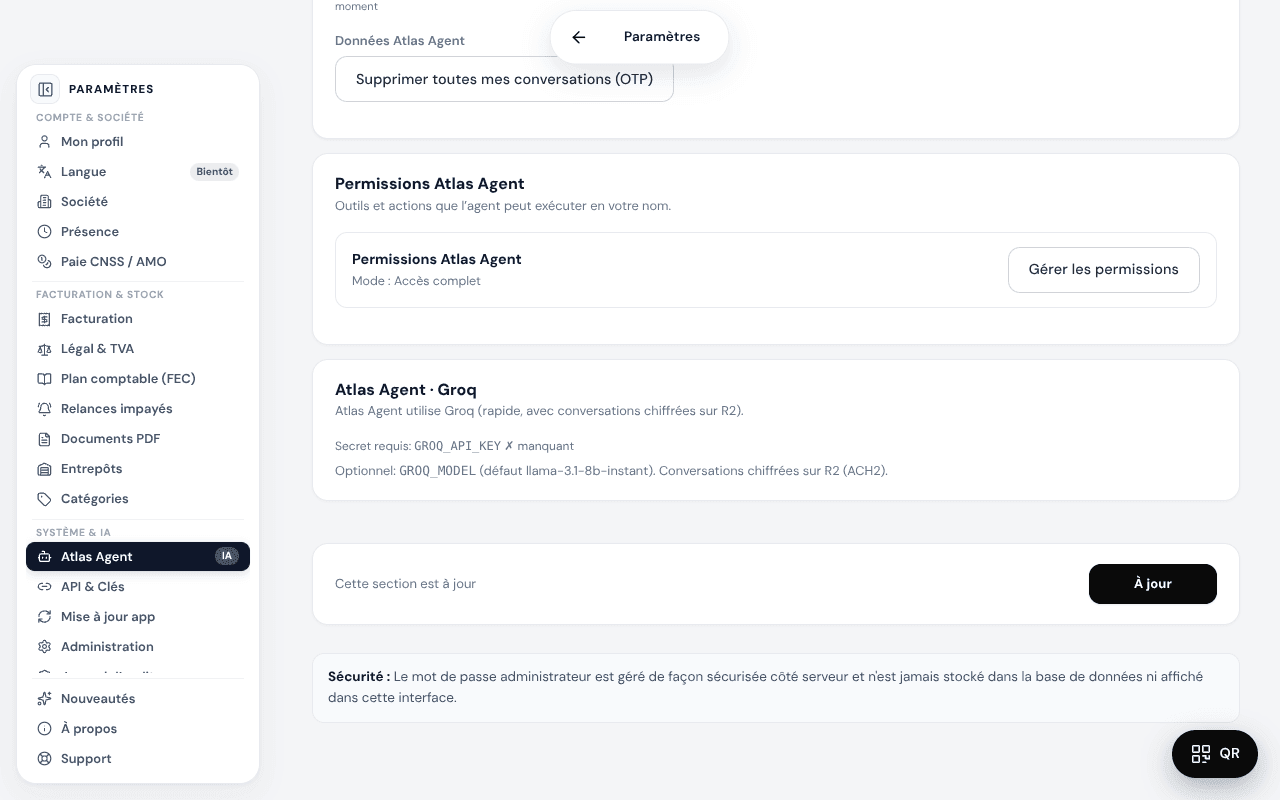 moment
Paramètres
Données Atlas Agent
Supprimer toutes mes conversations (OTP)
PARAMÈTRES
COMPTE & SOCIÉTÉ
Mon profil
Langue
Bientôt
Société
Présence
Paie CNSS / AMO
FACTURATION & STOCK
Facturation
Légal & TVA
Plan comptable (FEC)
Relances impayés
Documents PDF
Entrepôts
Catégories
SYSTÈME & IA
Atlas Agent
IA
API & Clés
Mise à jour app
Administration
Nouveautés
À propos
Support
Permissions Atlas Agent
Outils et actions que l'agent peut exécuter en votre nom.
Permissions Atlas Agent
Mode : Accès complet
Gérer les permissions
Atlas Agent · Groq
Atlas Agent utilise Groq (rapide, avec conversations chiffrées sur R2).
Secret requis: GROQ_API_KEY ✗ manquant
Optionnel: GROQ_MODEL (défaut llama-3.1-8b-instant). Conversations chiffrées sur R2 (ACH2).
Cette section est à jour
À jour
Sécurité : Le mot de passe administrateur est géré de façon sécurisée côté serveur et n'est jamais stocké dans la base de données ni affiché
dans cette interface.
QR